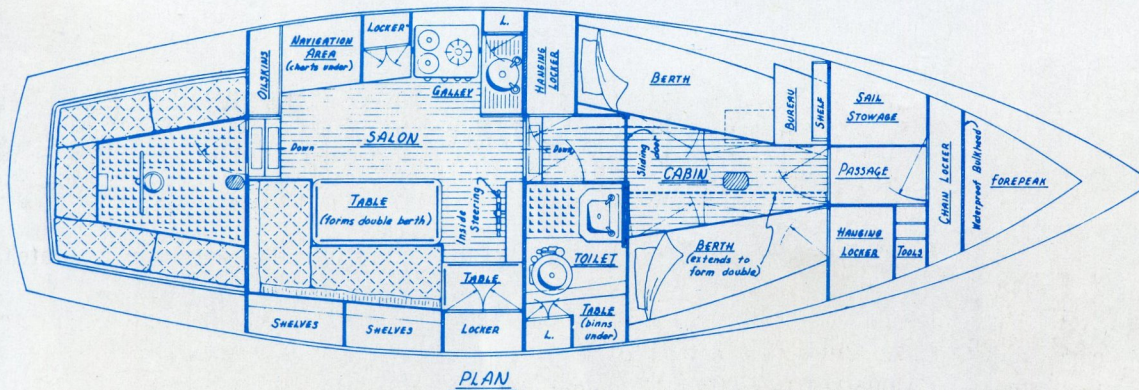 OILSKINS
NAVIGATION
AREA
(charts under)
LOCKER
GALLEY
L.
HANGING
LOCKER
BERTH
BUREAU
SHELF
SAIL
STOWAGE
Down
SALON
Down
Sliding
door
CABIN
PASSAGE
CHAIN LOCKER
(Waterproof Bulkhead)
FOREPEAK
TABLE
(forms double berth)
Inside
Steering
TOILET
BERTH
(extends to
form double)
HANGING
LOCKER
TOOLS
TABLE
SHELVES
SHELVES
LOCKER
L.
TABLE
(binns
under)
PLAN